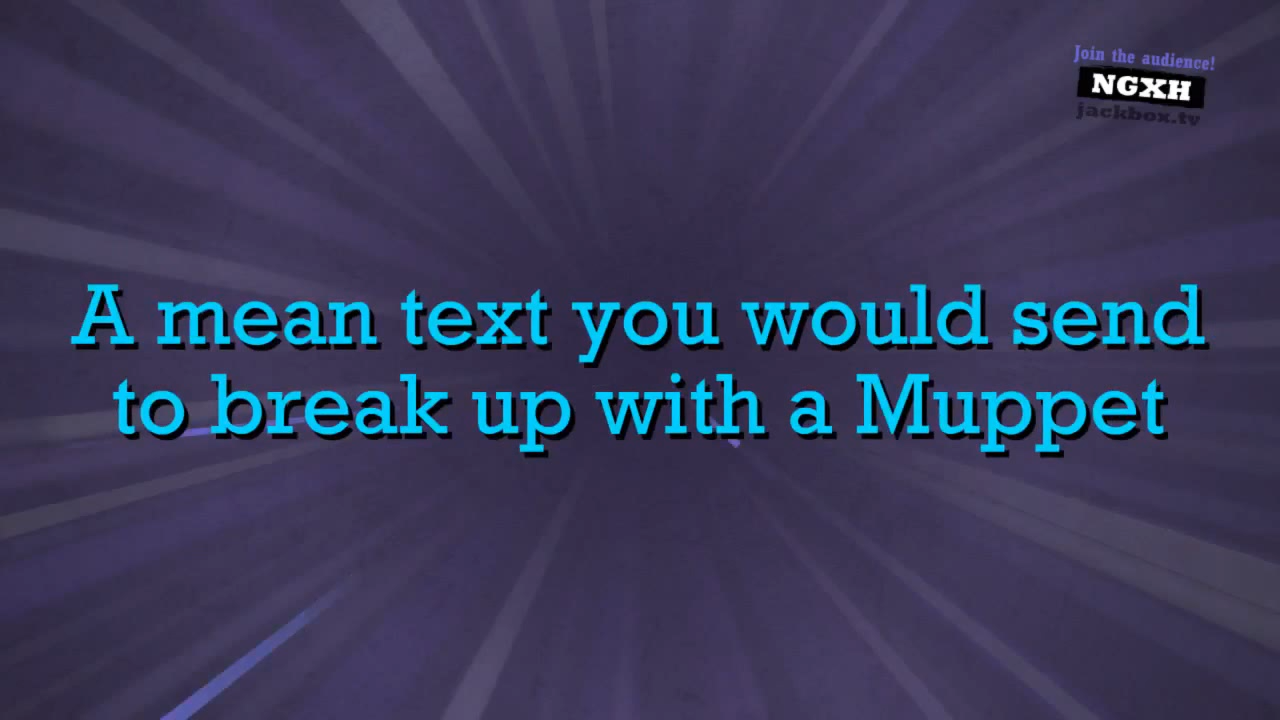 Join the audience!
NGXH
jackbox.tv
A mean text you would send
to break up with a Muppet